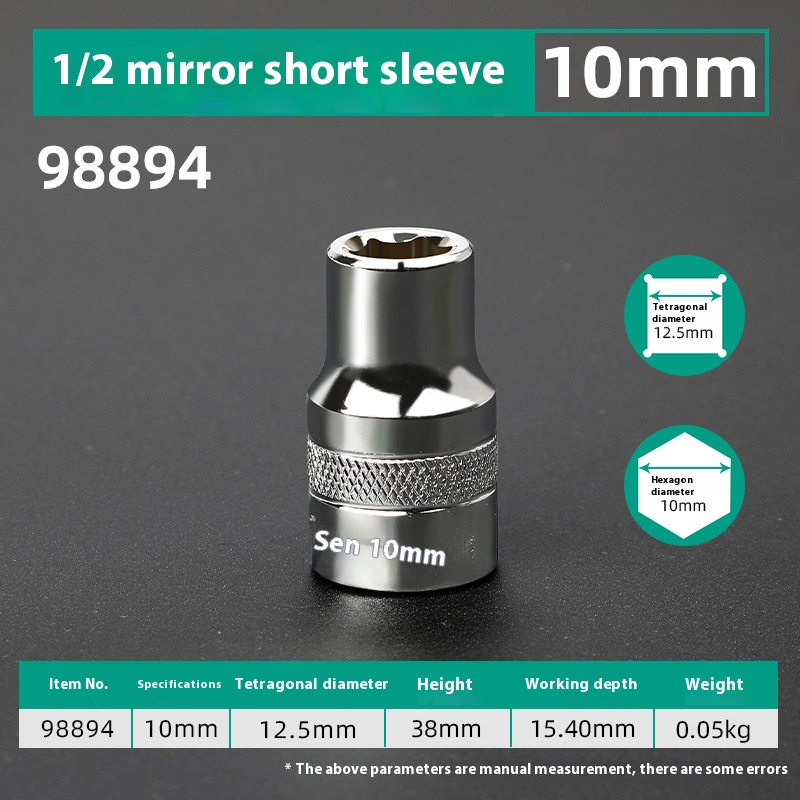 1/2 mirror short sleeve 10mm
98894
Tetragonal
diameter
12.5mm
Hexagon
diameter
10mm
Sen 10mm
Item No. Specifications Tetragonal diameter Height Working depth Weight
98894 10mm 12.5mm 38mm 15.40mm 0.05kg
* The above parameters are manual measurement, there are some errors